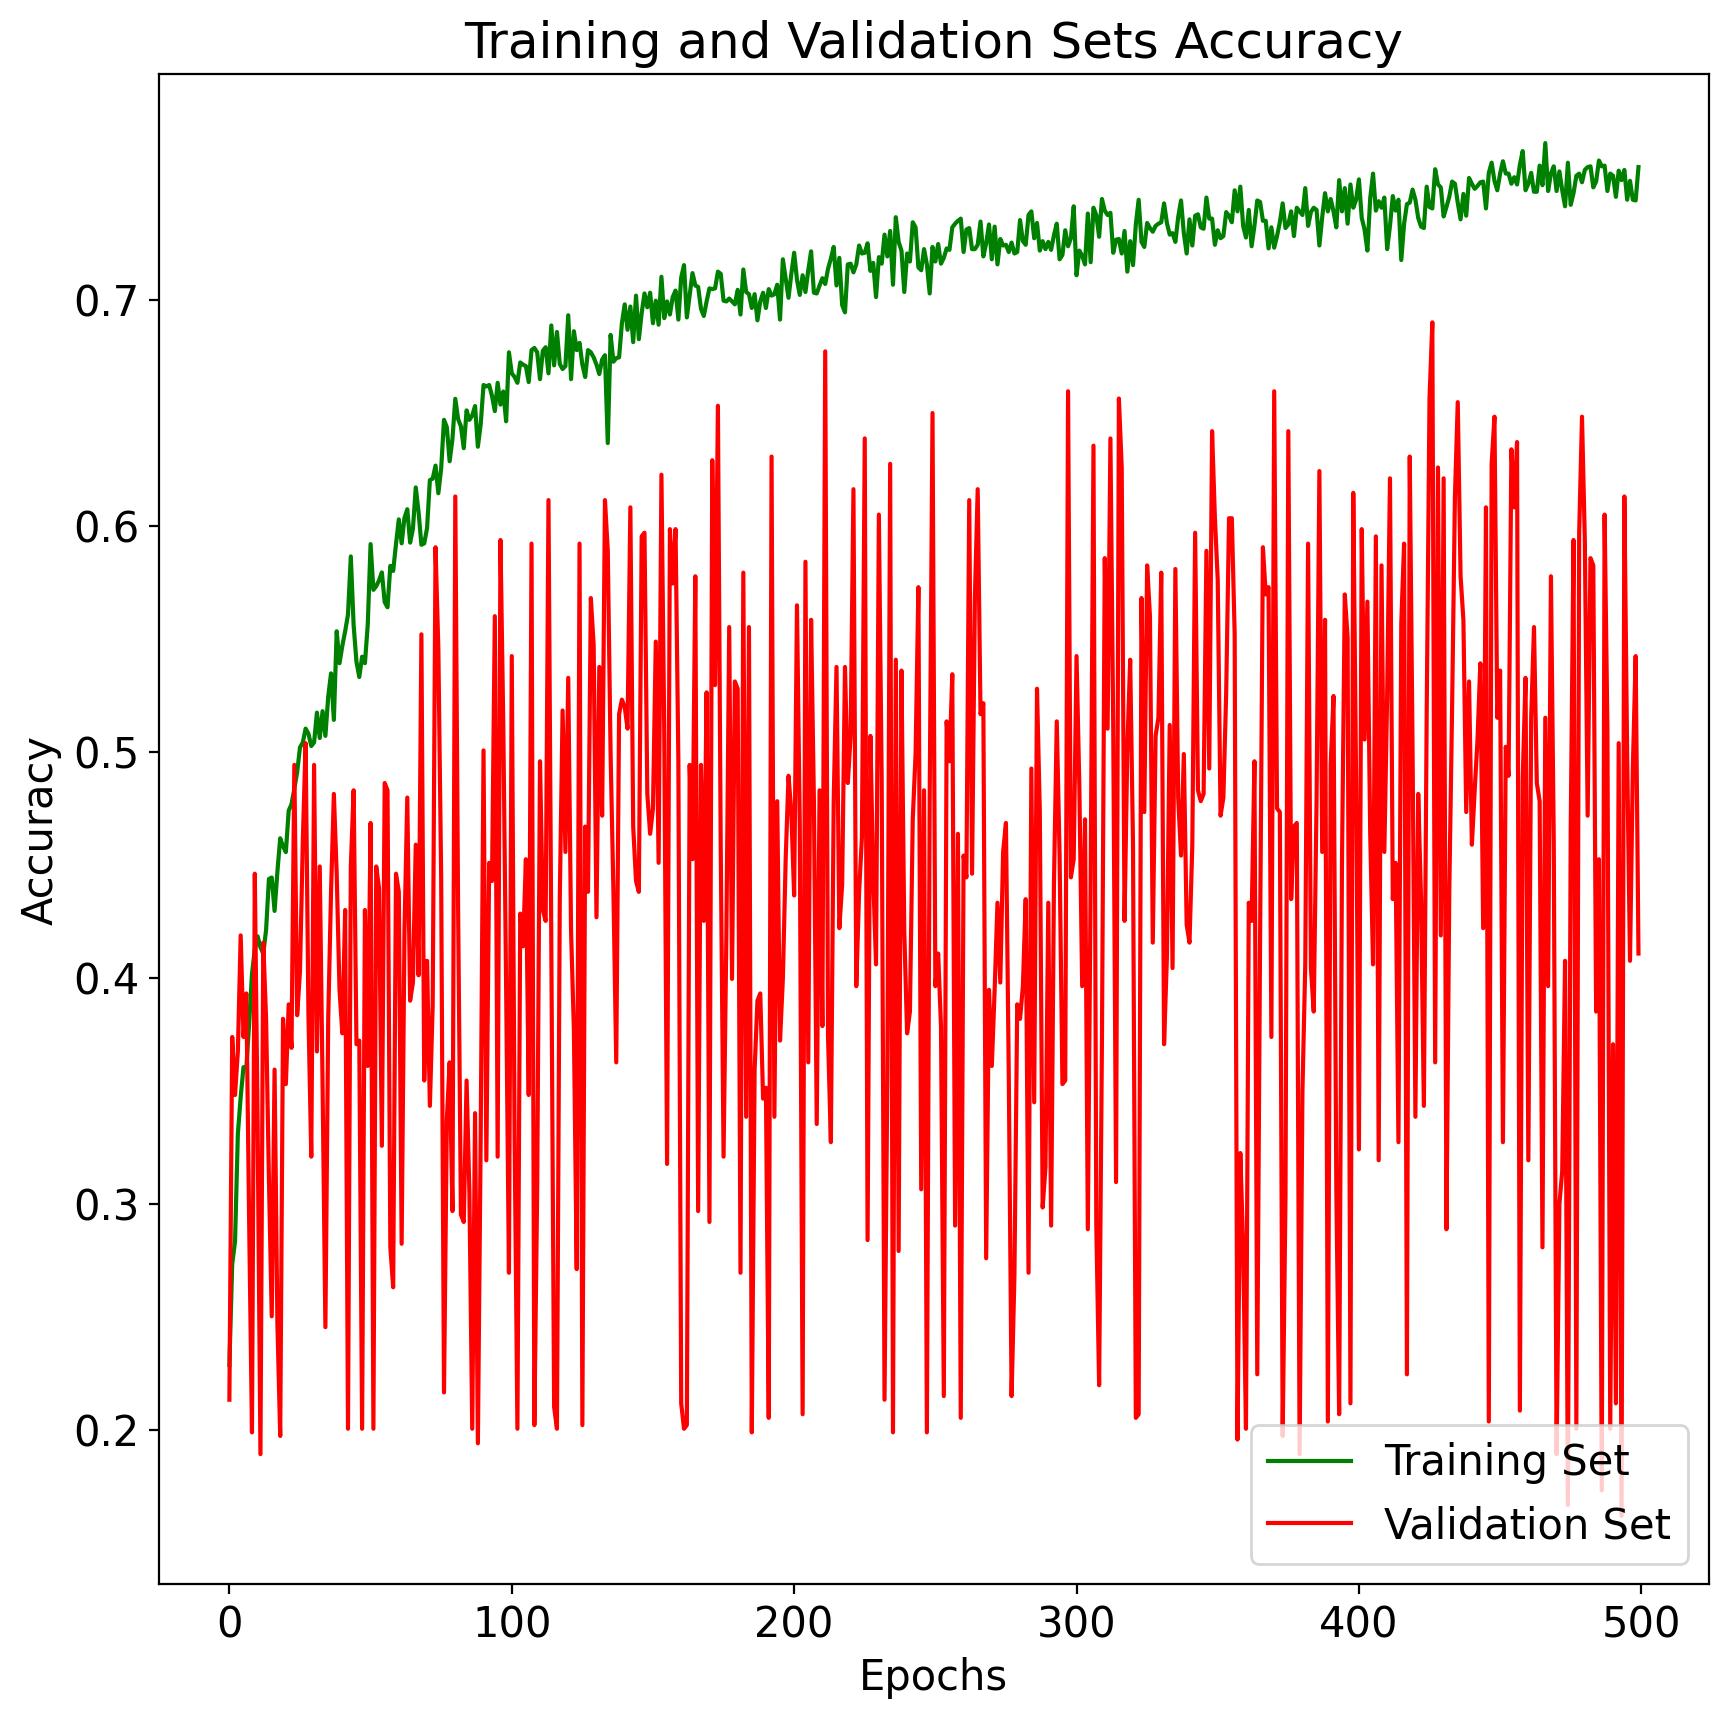 Training and Validation Sets Accuracy
Accuracy
0.7
0.6
0.5
0.4
0.3
0.2
0 100 200 300 400 500
Epochs
Training Set
Validation Set